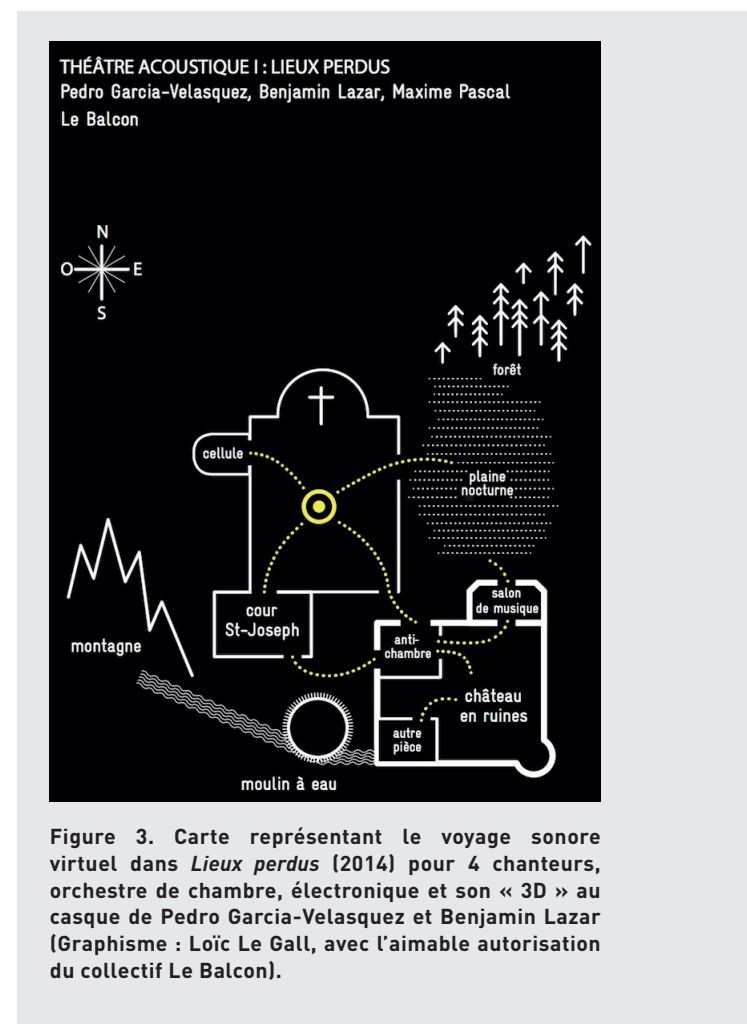 THÉÂTRE ACOUSTIQUE I : LIEUX PERDUS
Pedro Garcia-Velasquez, Benjamin Lazar, Maxime Pascal
Le Balcon
N
O
E
S
forêt
cellule
plaine
nocturne
salon
de musique
cour
St-Joseph
anti-
chambre
montagne
château
en ruines
autre
pièce
moulin à eau
Figure 3. Carte représentant le voyage sonore
virtuel dans Lieux perdus (2014) pour 4 chanteurs,
orchestre de chambre, électronique et son « 3D » au
casque de Pedro Garcia-Velasquez et Benjamin Lazar
(Graphisme : Loïc Le Gall, avec l’aimable autorisation
du collectif Le Balcon).